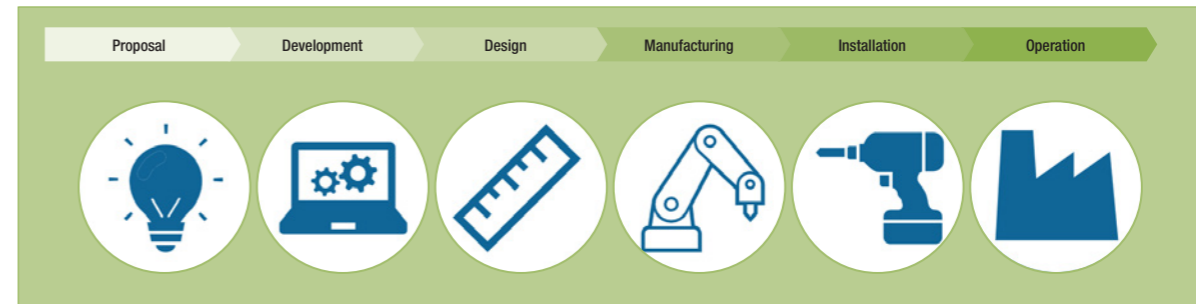 Proposal
Development
Design
Manufacturing
Installation
Operation